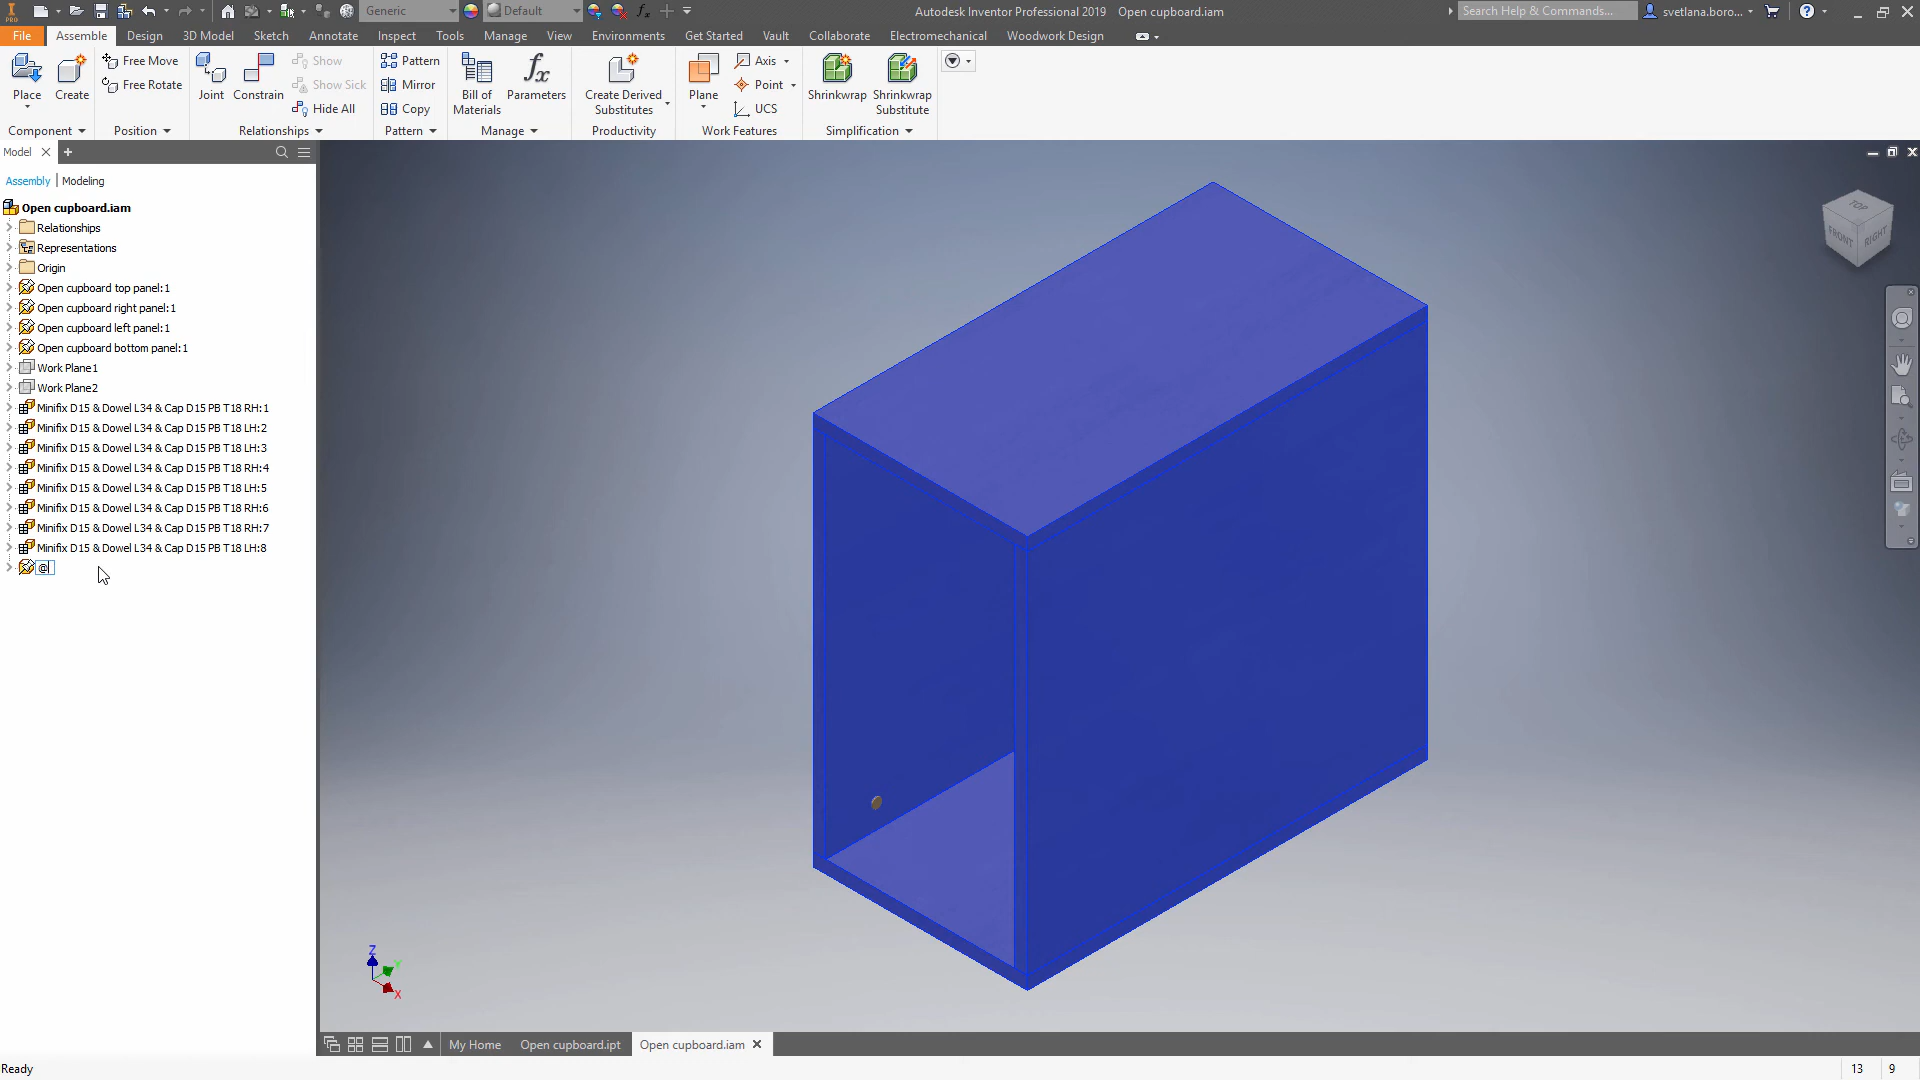 Generic
Default
Autodesk Inventor Professional 2019 Open cupboard.iam
Search Help & Commands...
svetlana.boro...
PRO
File
Assemble
Design
3D Model
Sketch
Annotate
Inspect
Tools
Manage
View
Environments
Get Started
Vault
Collaborate
Electromechanical
Woodwork Design
Place
Create
Free Move
Free Rotate
Joint
Constrain
Show
Show Sick
Hide All
Pattern
Mirror
Copy
Bill of
Materials
Parameters
Create Derived
Substitutes
Plane
Axis
Point
UCS
Shrinkwrap
Shrinkwrap
Substitute
Component
Position
Relationships
Pattern
Manage
Productivity
Work Features
Simplification
Model
Assembly | Modeling
Open cupboard.iam
Relationships
Representations
Origin
Open cupboard top panel:1
Open cupboard right panel:1
Open cupboard left panel:1
Open cupboard bottom panel:1
Work Plane1
Work Plane2
Minifix D15 & Dowel L34 & Cap D15 PB T18 RH:1
Minifix D15 & Dowel L34 & Cap D15 PB T18 LH:2
Minifix D15 & Dowel L34 & Cap D15 PB T18 LH:3
Minifix D15 & Dowel L34 & Cap D15 PB T18 RH:4
Minifix D15 & Dowel L34 & Cap D15 PB T18 LH:5
Minifix D15 & Dowel L34 & Cap D15 PB T18 RH:6
Minifix D15 & Dowel L34 & Cap D15 PB T18 RH:7
Minifix D15 & Dowel L34 & Cap D15 PB T18 LH:8
@
TOP
FRONT
RIGHT
Z
Y
X
My Home
Open cupboard.ipt
Open cupboard.iam
Ready
13
9